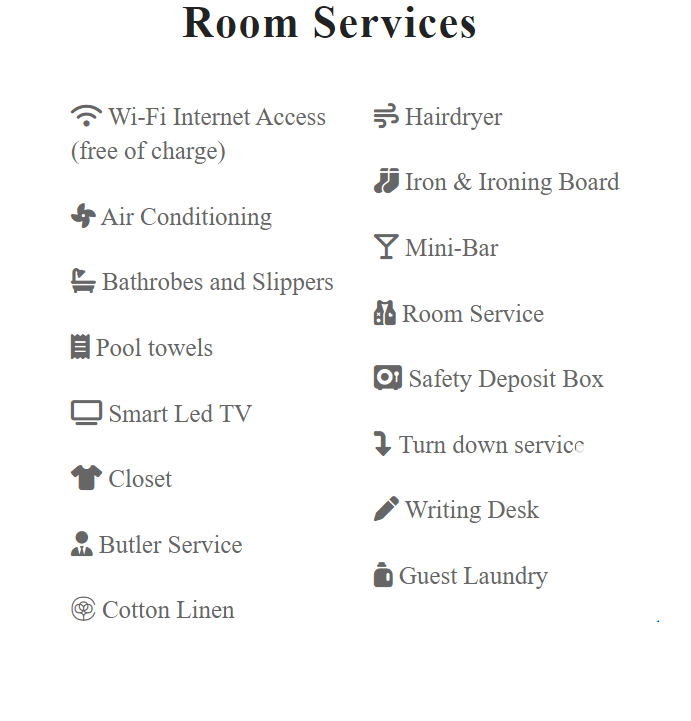 Room Services
Wi-Fi Internet Access
(free of charge)
Air Conditioning
Bathrobes and Slippers
Pool towels
Smart Led TV
Closet
Butler Service
Cotton Linen
Hairdryer
Iron & Ironing Board
Mini-Bar
Room Service
Safety Deposit Box
Turn down service
Writing Desk
Guest Laundry